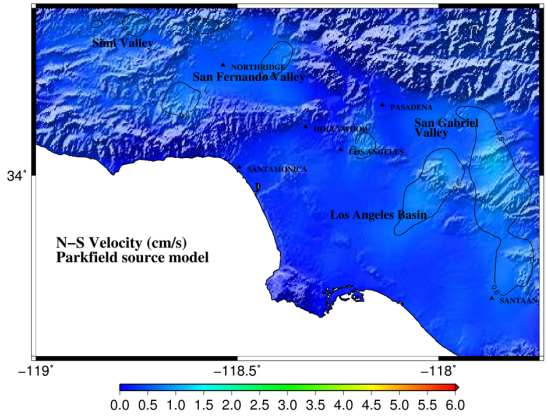 Simi Valley
NORTHRIDGE
San Fernando Valley
PASADENA
San Gabriel
Valley
HOLLYWOOD
LOS ANGELES
34°
SANTAMONICA
Los Angeles Basin
N-S Velocity (cm/s)
Parkfield source model
SANTAAN
-119° -118.5° -118°
0.0 0.5 1.0 1.5 2.0 2.5 3.0 3.5 4.0 4.5 5.0 5.5 6.0